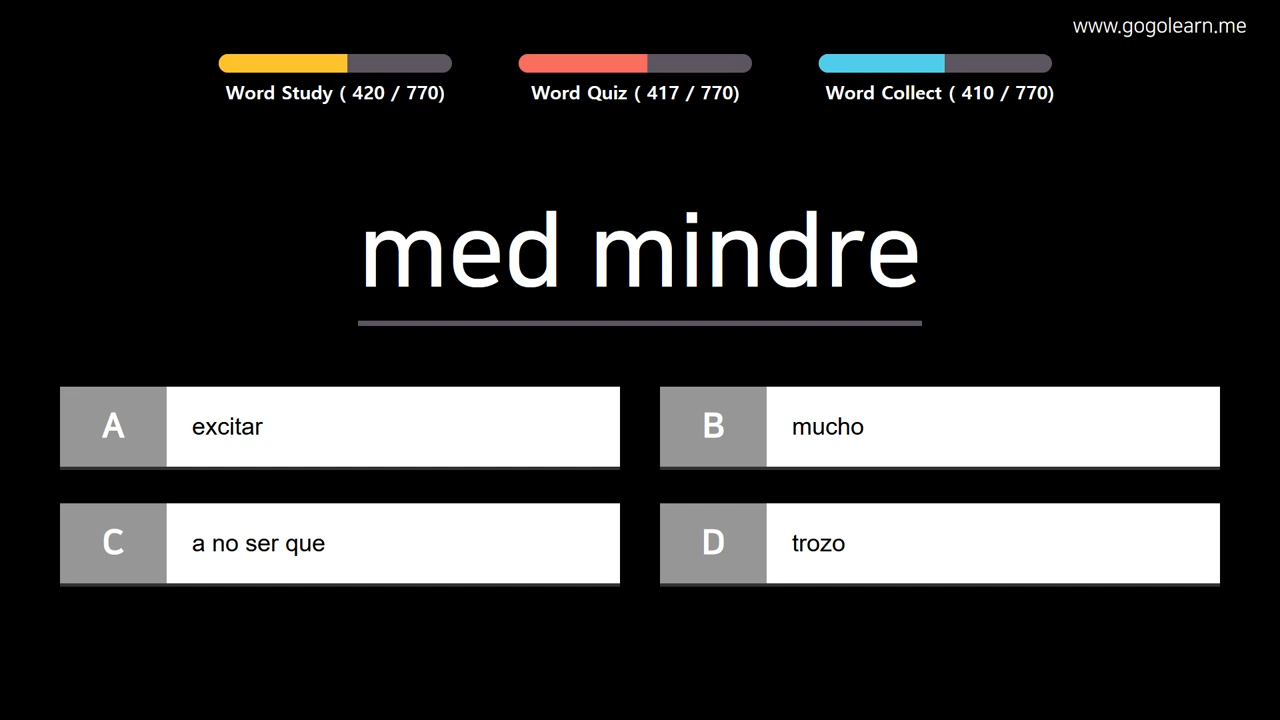 www.gogolearn.me
Word Study ( 420 / 770)
Word Quiz ( 417 / 770)
Word Collect ( 410 / 770)
med mindre
A excitar
B mucho
C a no ser que
D trozo